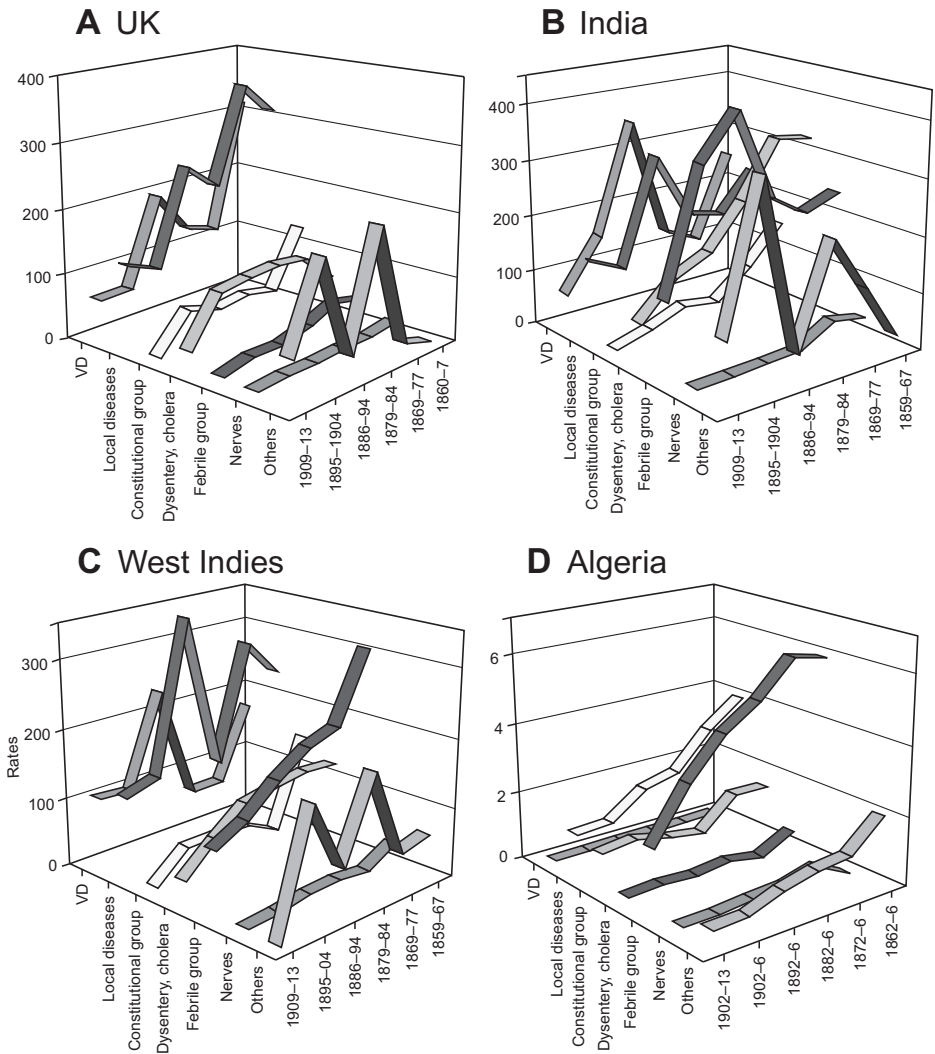 A UK
400
300
200
100
0
VD
Local diseases
Constitutional group
Dysentery, cholera
Febrile group
Nerves
Others
1909–13
1895–1904
1886–94
1879–84
1869–77
1860–7
B India
400
300
200
100
0
VD
Local diseases
Constitutional group
Dysentery, cholera
Febrile group
Nerves
Others
1909–13
1895–1904
1886–94
1879–84
1869–77
1859–67
C West Indies
Rates
300
200
100
0
VD
Local diseases
Constitutional group
Dysentery, cholera
Febrile group
Nerves
Others
1909–13
1895–04
1886–94
1879–84
1869–77
1859–67
D Algeria
6
4
2
0
VD
Local diseases
Constitutional group
Dysentery, cholera
Febrile group
Nerves
Others
1902–13
1902–6
1892–6
1882–6
1872–6
1862–6